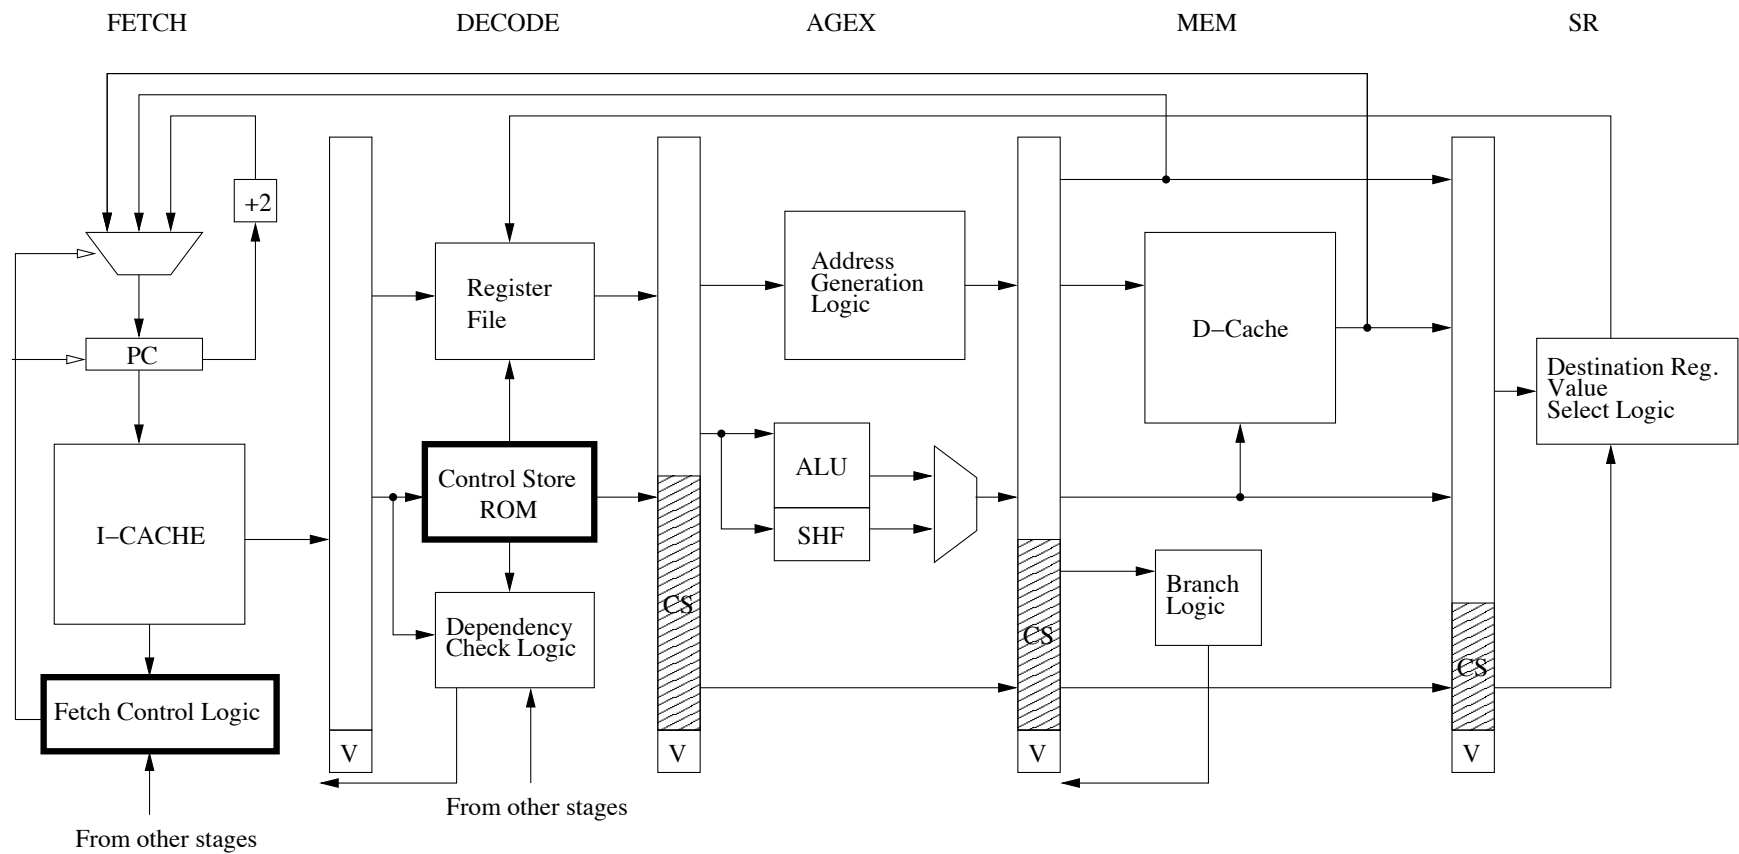 FETCH
DECODE
AGEX
MEM
SR
+2
PC
I–CACHE
Fetch Control Logic
From other stages
V
Register
File
Control Store
ROM
Dependency
Check Logic
From other stages
CS
V
Address
Generation
Logic
ALU
SHF
CS
V
D–Cache
Branch
Logic
CS
V
Destination Reg.
Value
Select Logic